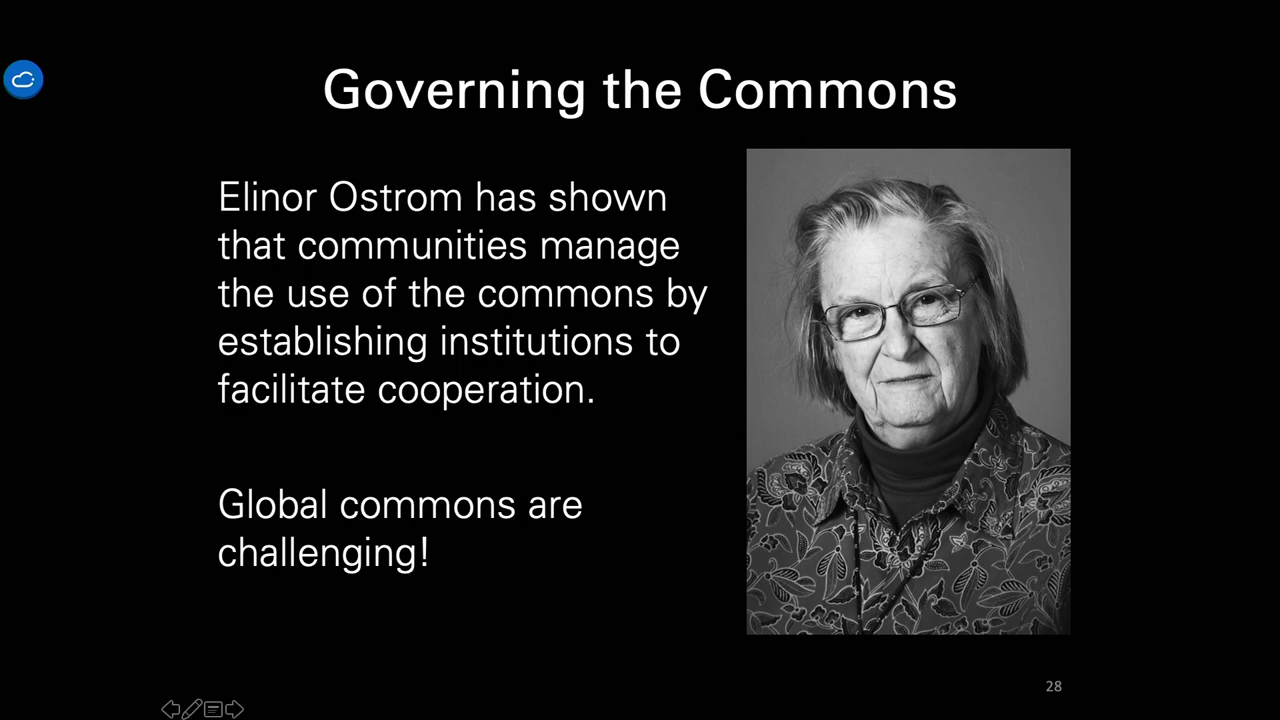 Governing the Commons
Elinor Ostrom has shown
that communities manage
the use of the commons by
establishing institutions to
facilitate cooperation.
Global commons are
challenging!
28